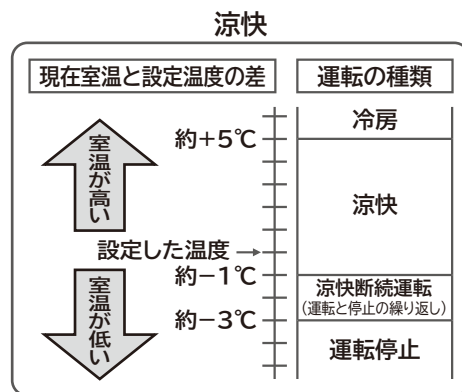 涼快
現在室温と設定温度の差
運転の種類
室温が高い
約+5℃
設定した温度→
約−1℃
室温が低い
約−3℃
冷房
涼快
涼快断続運転
(運転と停止の繰り返し)
運転停止